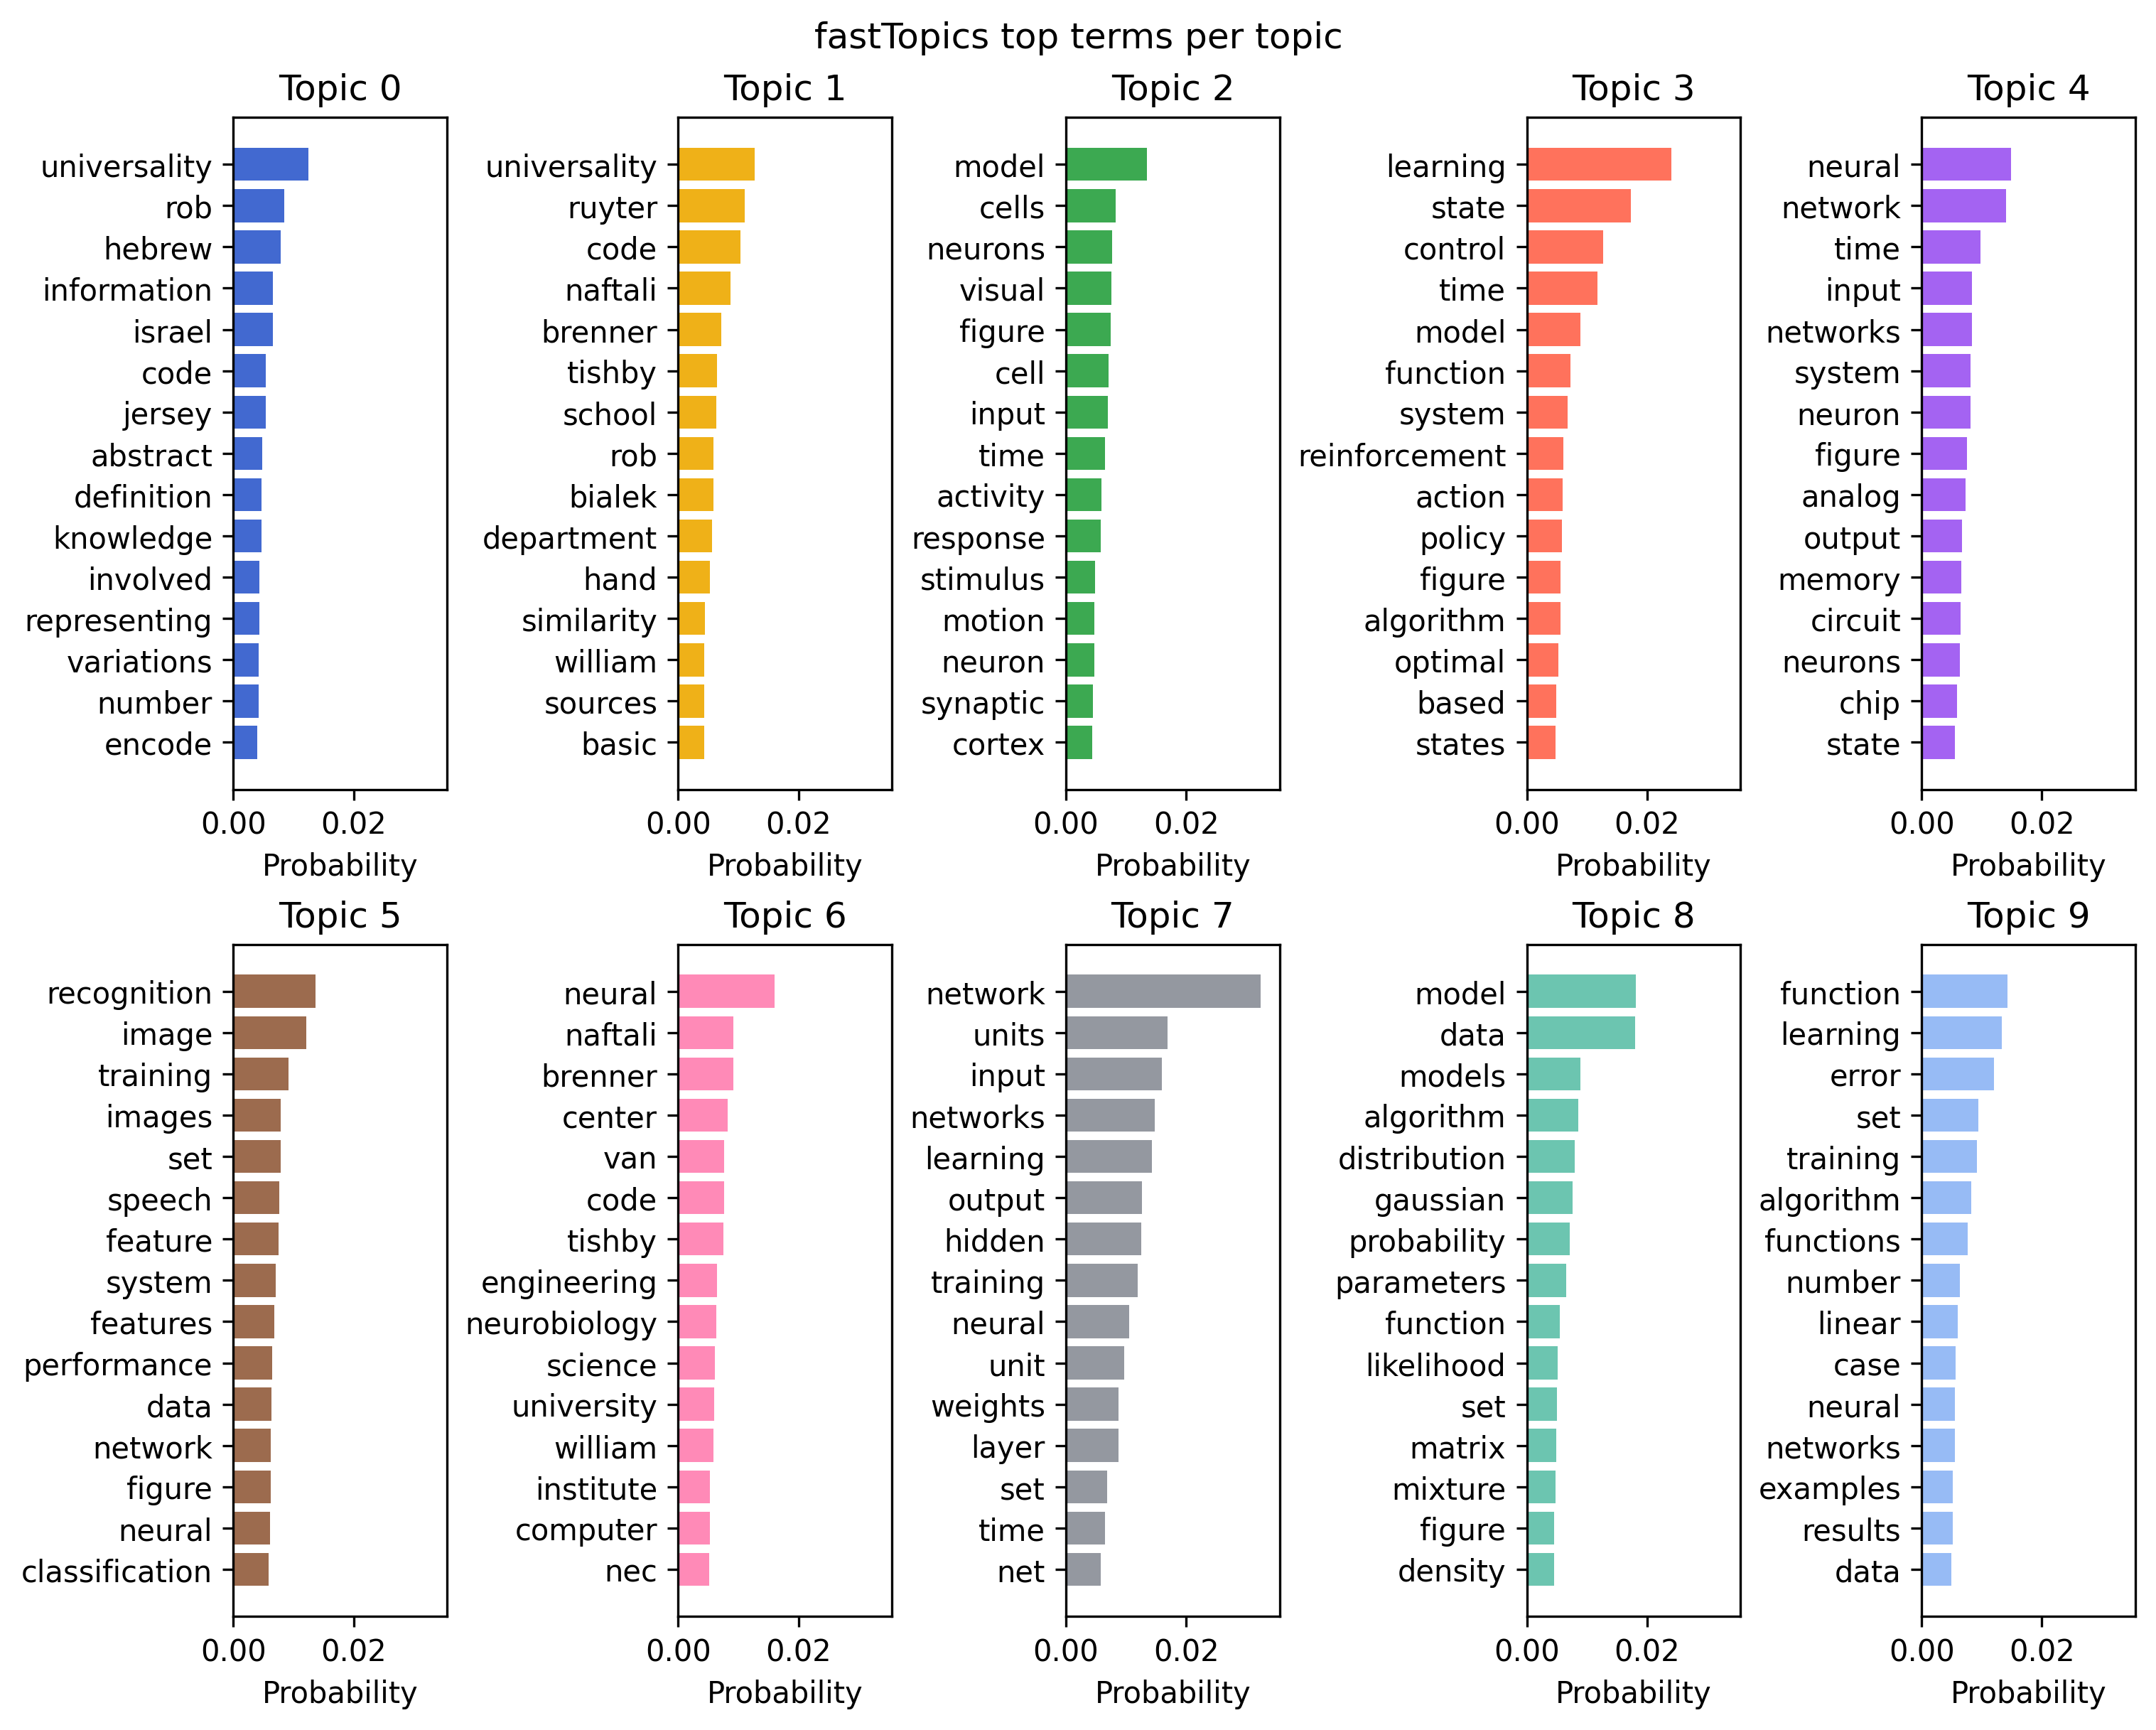 fastTopics top terms per topic
Topic 0
universality
rob
hebrew
information
israel
code
jersey
abstract
definition
knowledge
involved
representing
variations
number
encode
0.00 0.02
Probability
Topic 1
universality
ruyter
code
naftali
brenner
tishby
school
rob
bialek
department
hand
similarity
william
sources
basic
0.00 0.02
Probability
Topic 2
model
cells
neurons
visual
figure
cell
input
time
activity
response
stimulus
motion
neuron
synaptic
cortex
0.00 0.02
Probability
Topic 3
learning
state
control
time
model
function
system
reinforcement
action
policy
figure
algorithm
optimal
based
states
0.00 0.02
Probability
Topic 4
neural
network
time
input
networks
system
neuron
figure
analog
output
memory
circuit
neurons
chip
state
0.00 0.02
Probability
Topic 5
recognition
image
training
images
set
speech
feature
system
features
performance
data
network
figure
neural
classification
0.00 0.02
Probability
Topic 6
neural
naftali
brenner
center
van
code
tishby
engineering
neurobiology
science
university
william
institute
computer
nec
0.00 0.02
Probability
Topic 7
network
units
input
networks
learning
output
hidden
training
neural
unit
weights
layer
set
time
net
0.00 0.02
Probability
Topic 8
model
data
models
algorithm
distribution
gaussian
probability
parameters
function
likelihood
set
matrix
mixture
figure
density
0.00 0.02
Probability
Topic 9
function
learning
error
set
training
algorithm
functions
number
linear
case
neural
networks
examples
results
data
0.00 0.02
Probability